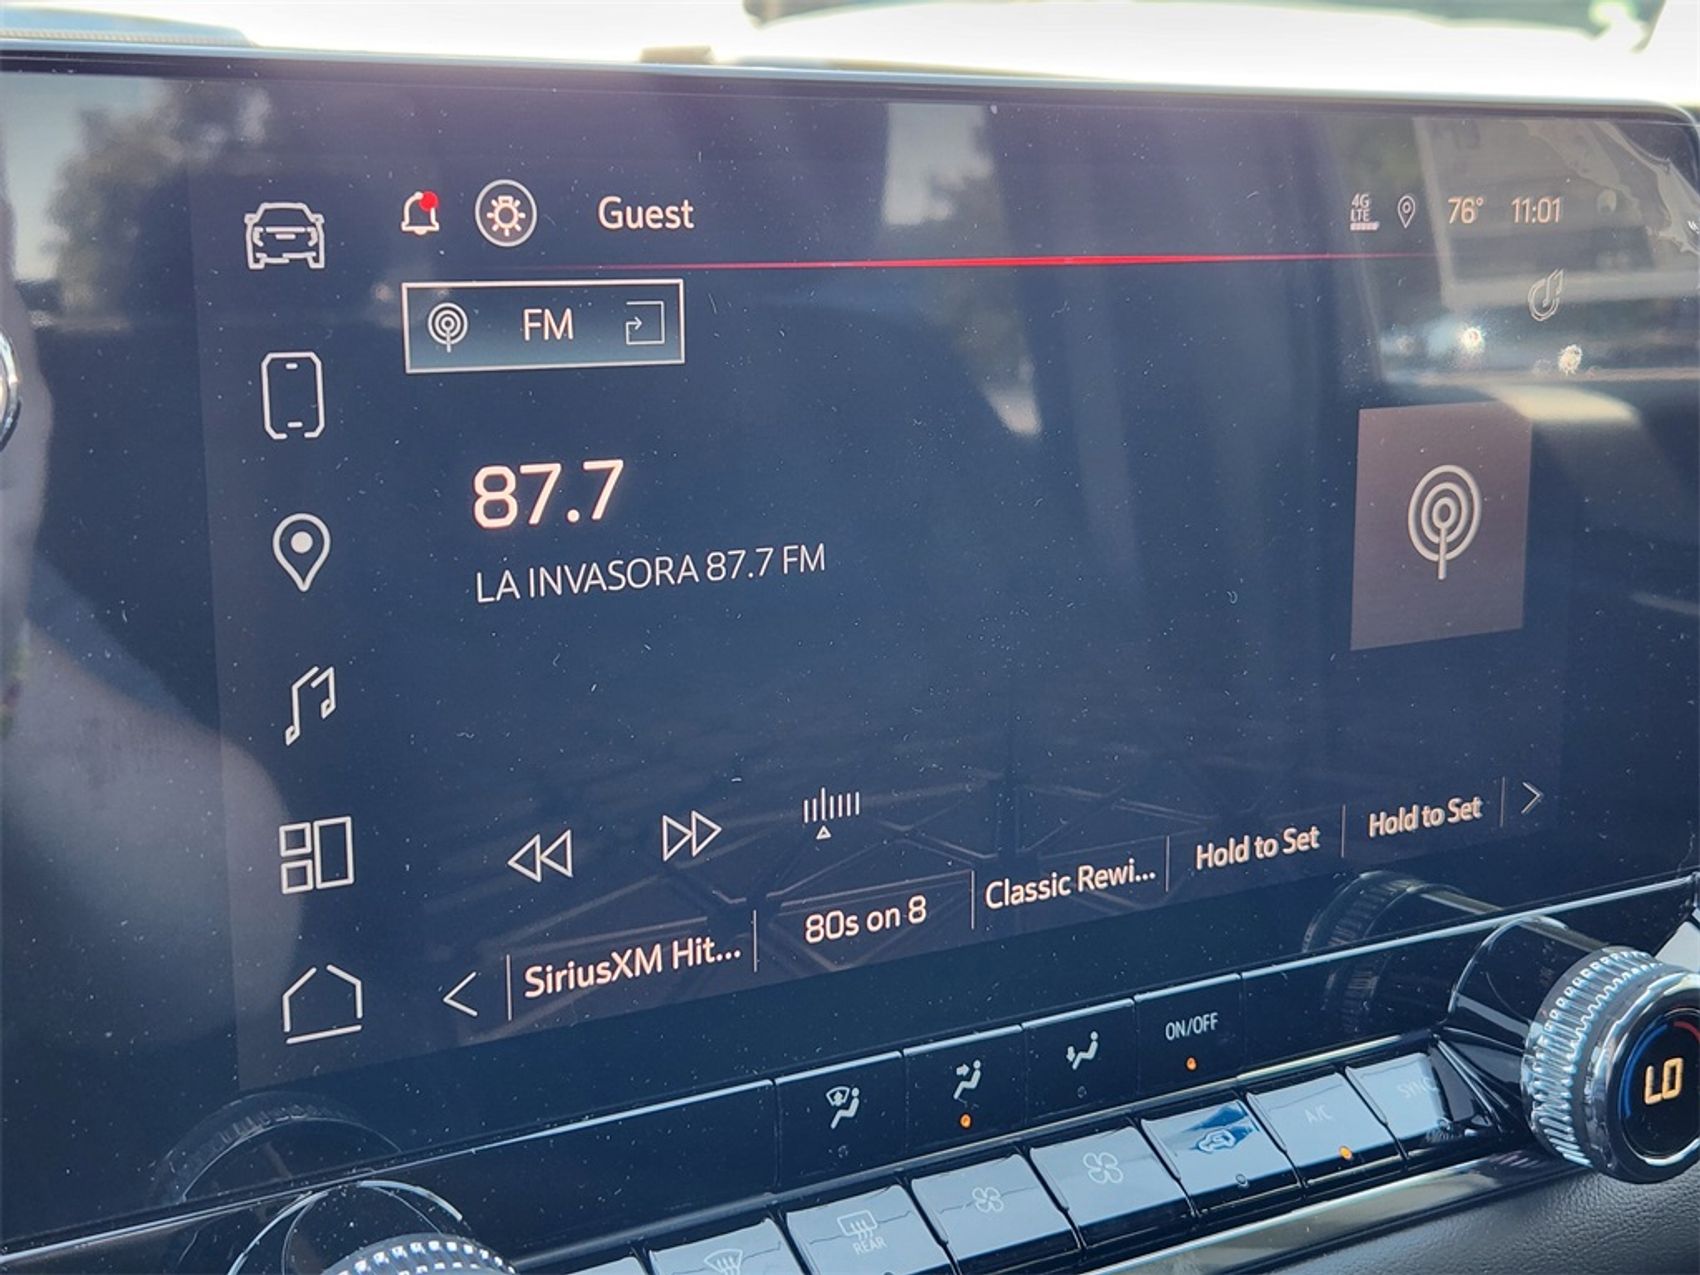 Guest
4G
LTE
76° 11:01
FM
87.7
LA INVASORA 87.7 FM
SiriusXM Hit...
80s on 8
Classic Rewi...
Hold to Set
Hold to Set
ON/OFF
SYNC
A/C
REAR
LO